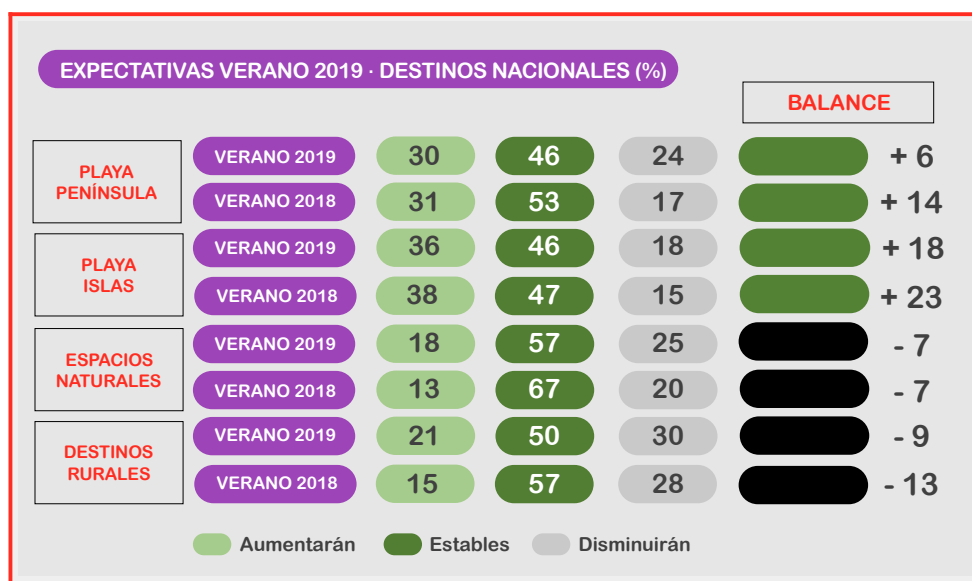 EXPECTATIVAS VERANO 2019 · DESTINOS NACIONALES (%)
BALANCE
PLAYA
PENÍNSULA
VERANO 2019 30 46 24 + 6
VERANO 2018 31 53 17 + 14
PLAYA
ISLAS
VERANO 2019 36 46 18 + 18
VERANO 2018 38 47 15 + 23
ESPACIOS
NATURALES
VERANO 2019 18 57 25 - 7
VERANO 2018 13 67 20 - 7
DESTINOS
RURALES
VERANO 2019 21 50 30 - 9
VERANO 2018 15 57 28 - 13
Aumentarán Estables Disminuirán